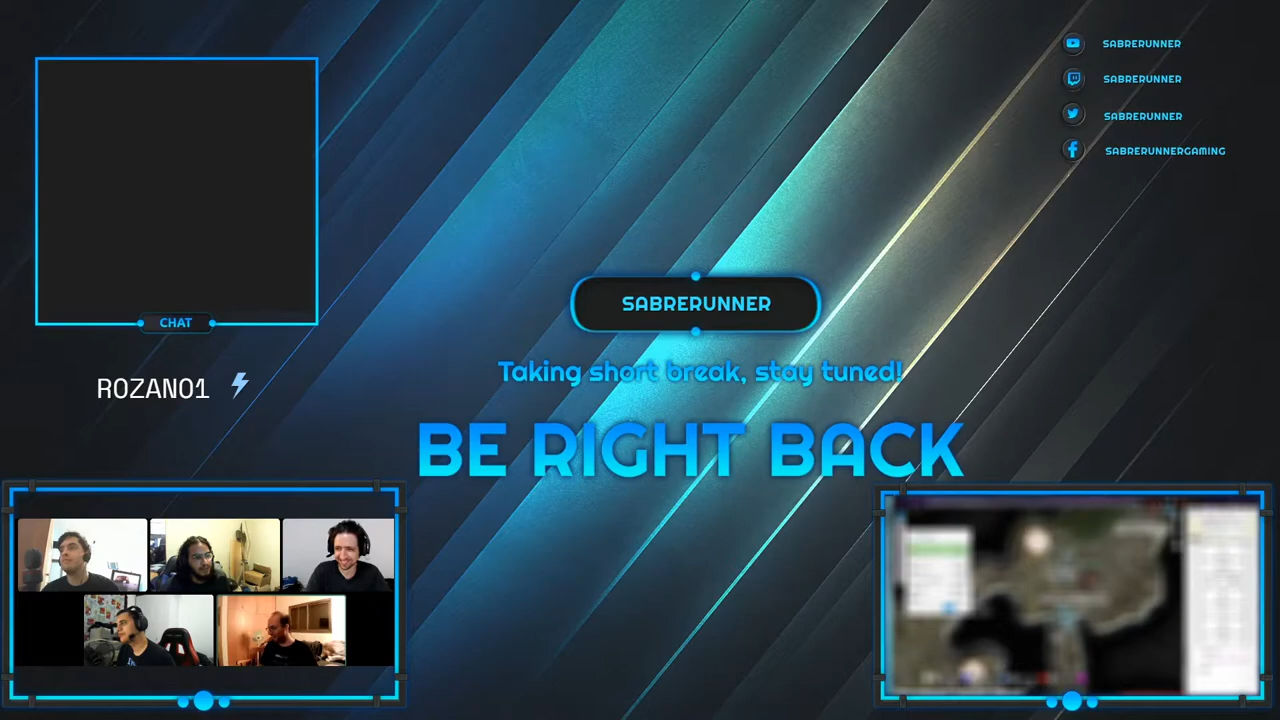 SABRERUNNER
SABRERUNNER
SABRERUNNER
SABRERUNNERGAMING
CHAT
ROZANO1
SABRERUNNER
Taking short break, stay tuned!
BE RIGHT BACK